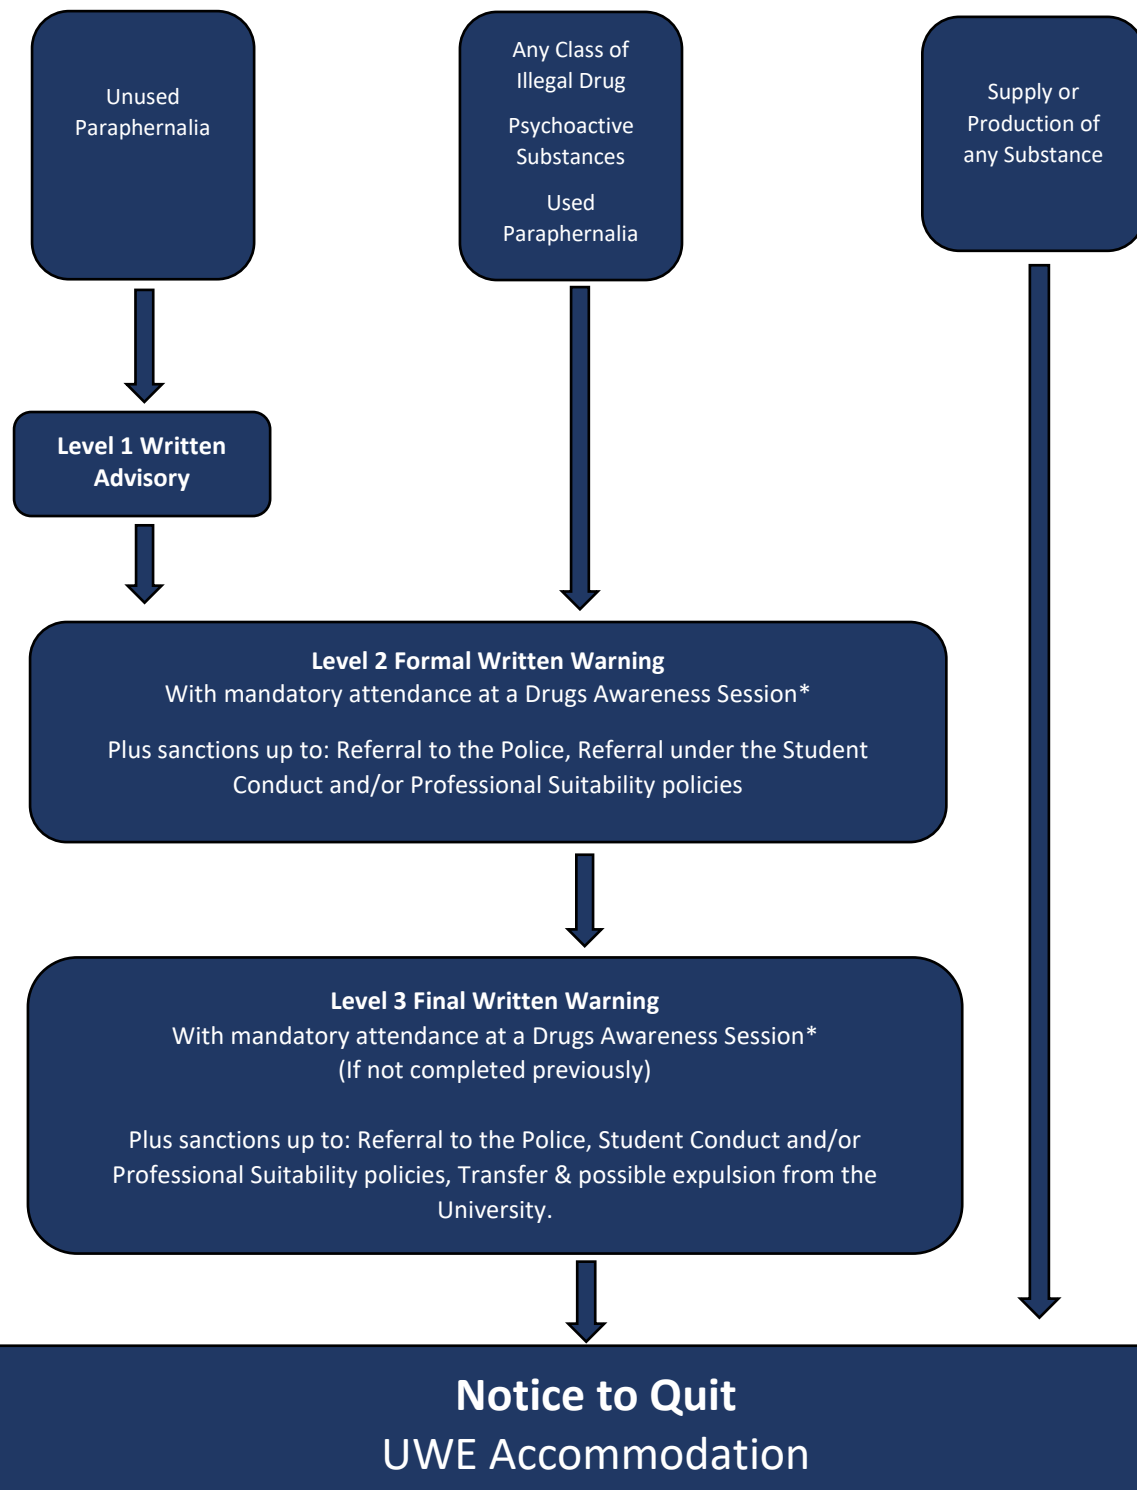 Unused
Paraphernalia
Any Class of
Illegal Drug
Psychoactive
Substances
Used
Paraphernalia
Supply or
Production of
any Substance
Level 1 Written
Advisory
Level 2 Formal Written Warning
With mandatory attendance at a Drugs Awareness Session*
Plus sanctions up to: Referral to the Police, Referral under the Student
Conduct and/or Professional Suitability policies
Level 3 Final Written Warning
With mandatory attendance at a Drugs Awareness Session*
(If not completed previously)
Plus sanctions up to: Referral to the Police, Student Conduct and/or
Professional Suitability policies, Transfer & possible expulsion from the
University.
Notice to Quit
UWE Accommodation